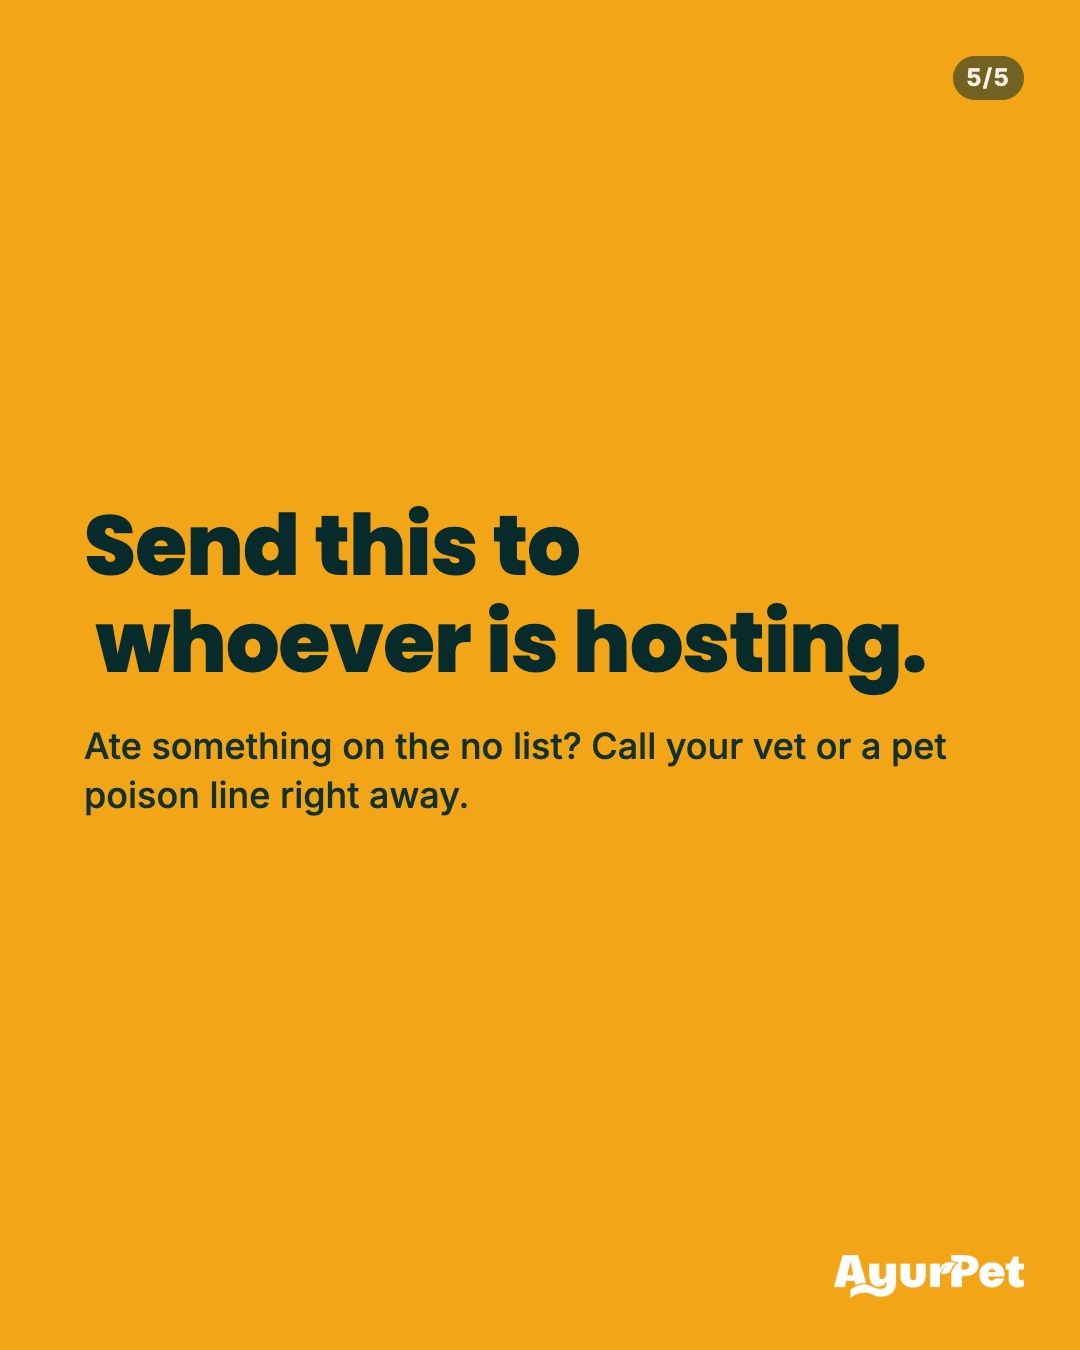 5/5
Send this to
whoever is hosting.
Ate something on the no list? Call your vet or a pet
poison line right away.
AyurPet